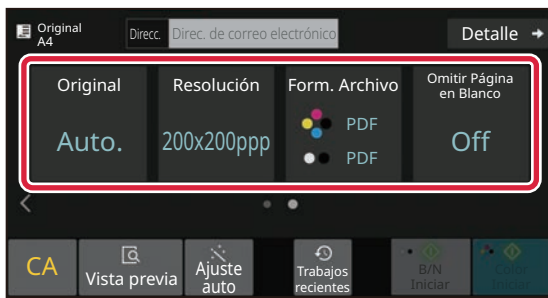 Original
A4
Direcc.
Direc. de correo electrónico
Detalle
Original
Resolución
Form. Archivo
Omitir Página
en Blanco
Auto.
200x200ppp
PDF
PDF
Off
CA
Vista previa
Ajuste
auto
Trabajos
recientes
B/N
Iniciar
Color
Iniciar